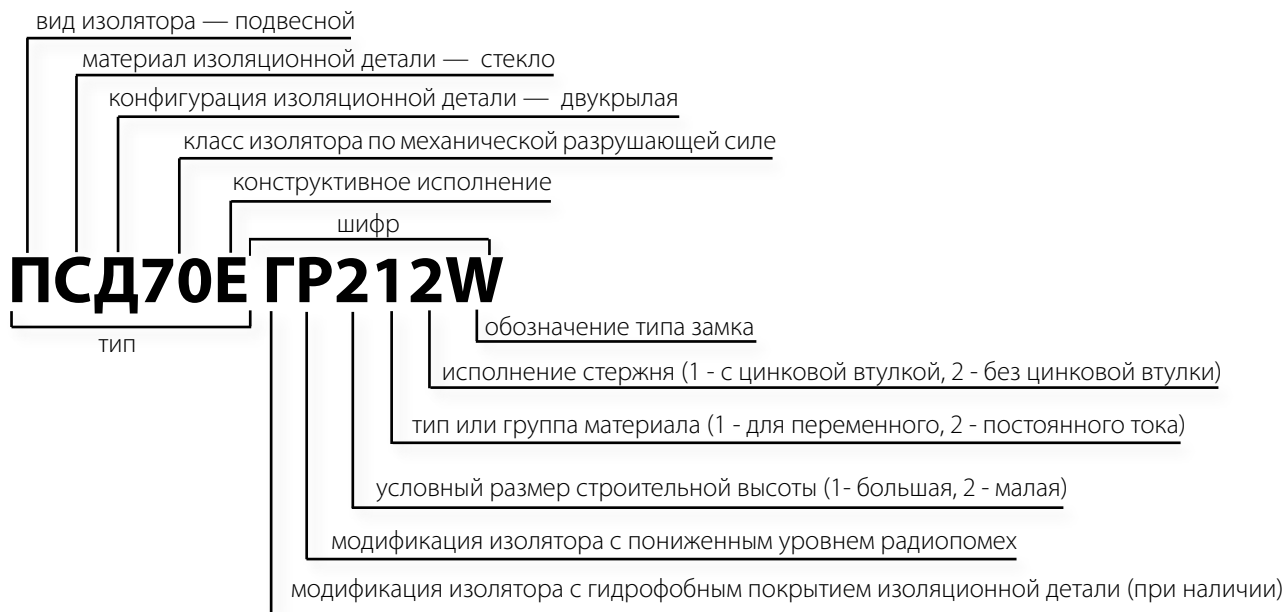 вид изолятора — подвесной
материал изоляционной детали — стекло
конфигурация изоляционной детали — двукрылая
класс изолятора по механической разрушающей силе
конструктивное исполнение
шифр
ПСД70Е ГР212W
тип
обозначение типа замка
исполнение стержня (1 - с цинковой втулкой, 2 - без цинковой втулки)
тип или группа материала (1 - для переменного, 2 - постоянного тока)
условный размер строительной высоты (1- большая, 2 - малая)
модификация изолятора с пониженным уровнем радиопомех
модификация изолятора с гидрофобным покрытием изоляционной детали (при наличии)